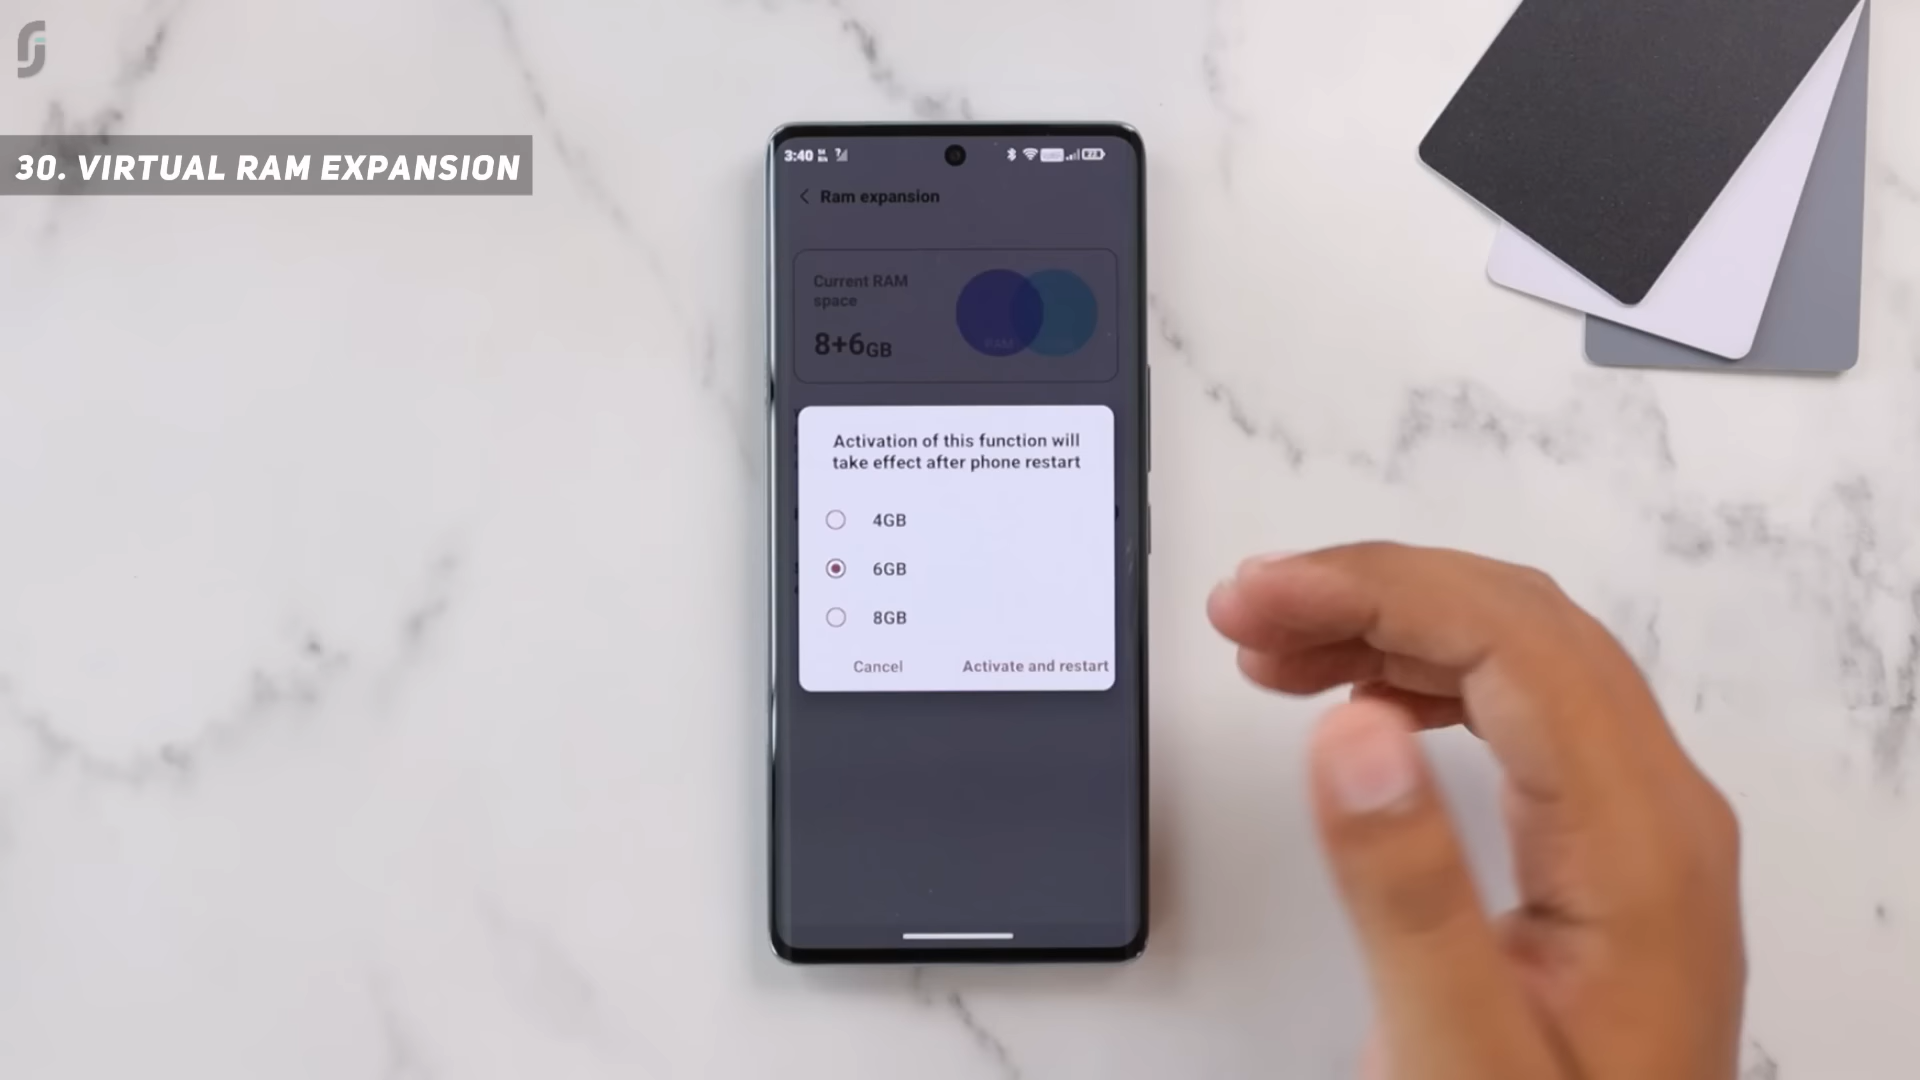 30. VIRTUAL RAM EXPANSION
3:40
Ram expansion
Current RAM
space
8+6GB
RAM
Activation of this function will
take effect after phone restart
4GB
6GB
8GB
Cancel
Activate and restart